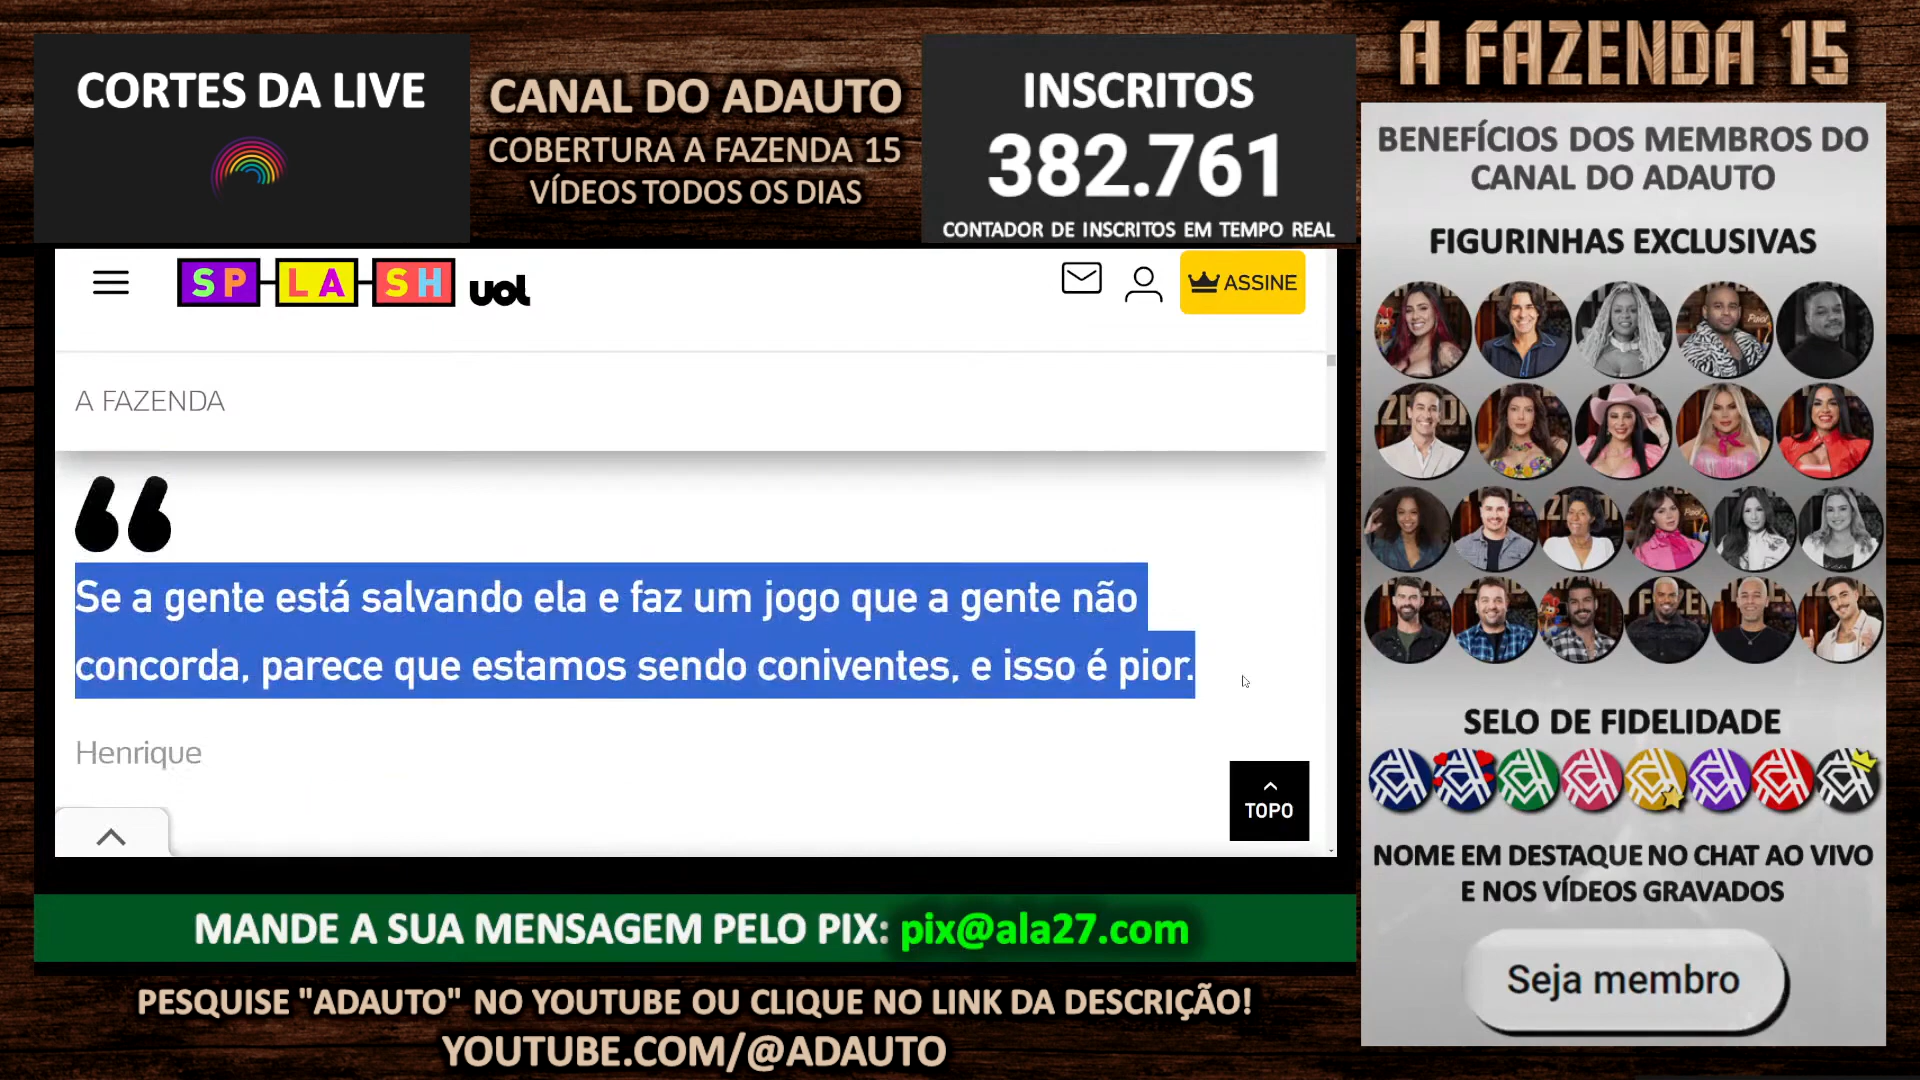 CORTES DA LIVE
CANAL DO ADAUTO
COBERTURA A FAZENDA 15
VÍDEOS TODOS OS DIAS
INSCRITOS
382.761
CONTADOR DE INSCRITOS EM TEMPO REAL
A FAZENDA 15
SPLASH uol
ASSINE
A FAZENDA
“
Se a gente está salvando ela e faz um jogo que a gente não
concorda, parece que estamos sendo coniventes, e isso é pior.
Henrique
TOPO
MANDE A SUA MENSAGEM PELO PIX: pix@ala27.com
PESQUISE "ADAUTO" NO YOUTUBE OU CLIQUE NO LINK DA DESCRIÇÃO!
YOUTUBE.COM/@ADAUTO
BENEFÍCIOS DOS MEMBROS DO
CANAL DO ADAUTO
FIGURINHAS EXCLUSIVAS
SELO DE FIDELIDADE
NOME EM DESTAQUE NO CHAT AO VIVO
E NOS VÍDEOS GRAVADOS
Seja membro